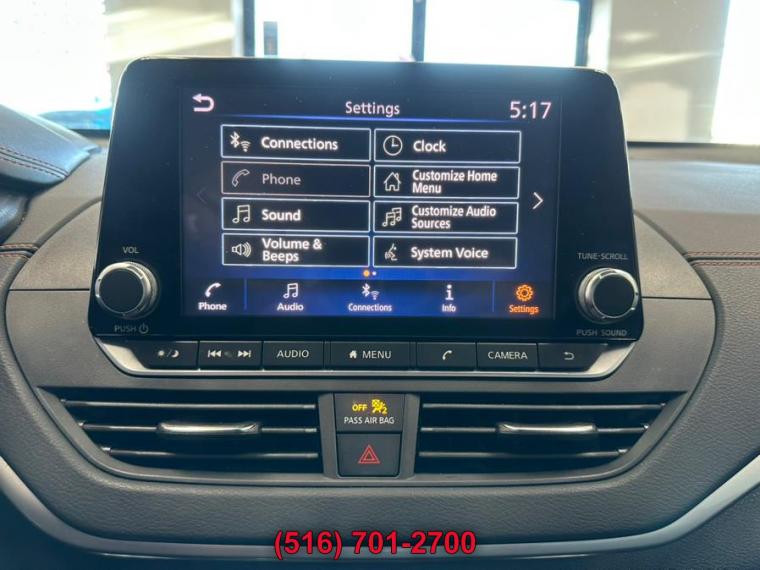 Settings
5:17
Connections
Clock
Phone
Customize Home
Menu
Sound
Customize Audio
Sources
Volume &
Beeps
System Voice
Phone
Audio
Connections
Info
Settings
VOL
PUSH
TUNE·SCROLL
PUSH SOUND
AUDIO
MENU
CAMERA
OFF
2
PASS AIR BAG
(516) 701-2700